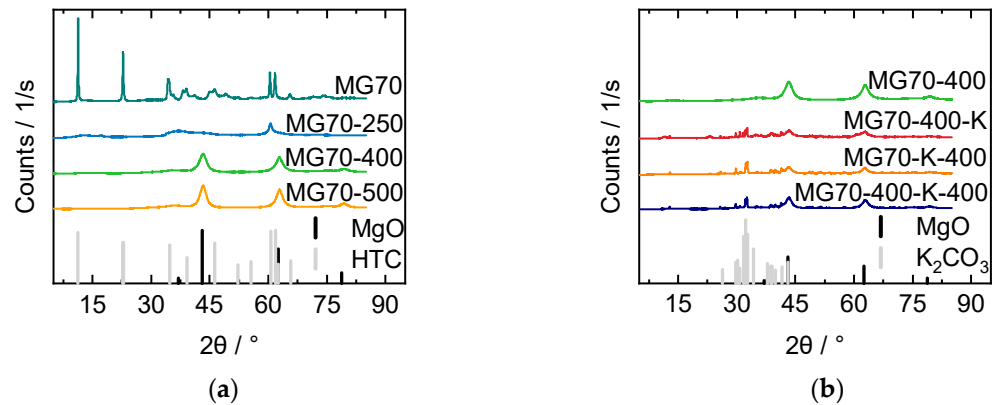 Counts / 1/s
MG70
MG70-250
MG70-400
MG70-500
MgO
HTC
15 30 45 60 75 90
2θ / °
(a)
Counts / 1/s
MG70-400
MG70-400-K
MG70-K-400
MG70-400-K-400
MgO
K₂CO₃
15 30 45 60 75 90
2θ / °
(b)